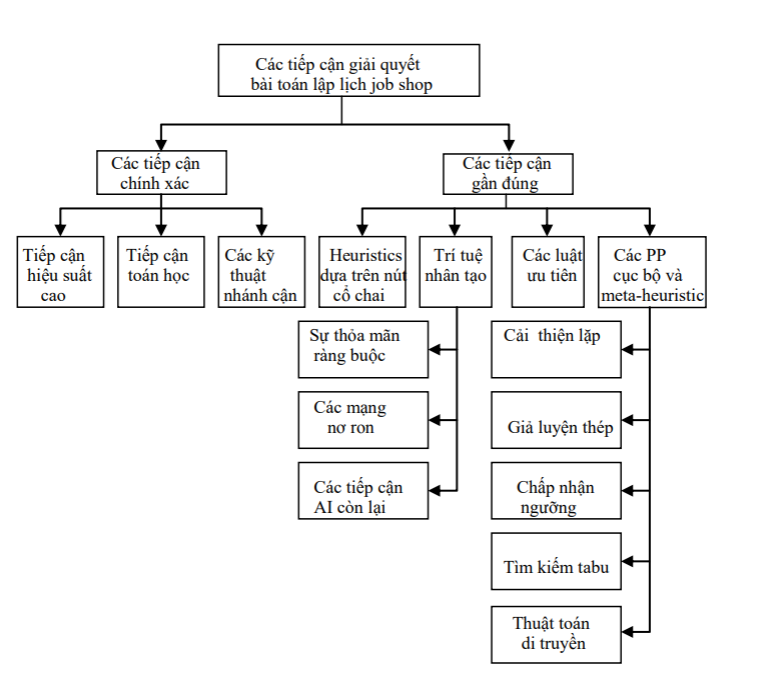 Các tiếp cận giải quyết
bài toán lập lịch job shop
Các tiếp cận
chính xác
Các tiếp cận
gần đúng
Tiếp cận
hiệu suất
cao
Tiếp cận
toán học
Các kỹ
thuật
nhánh cận
Heuristics
dựa trên nút
cổ chai
Trí tuệ
nhân tạo
Các luật
ưu tiên
Các PP
cục bộ và
meta-heuristic
Sự thỏa mãn
ràng buộc
Các mạng
nơ ron
Các tiếp cận
AI còn lại
Cải thiện lặp
Giả luyện thép
Chấp nhận
ngưỡng
Tìm kiếm tabu
Thuật toán
di truyền